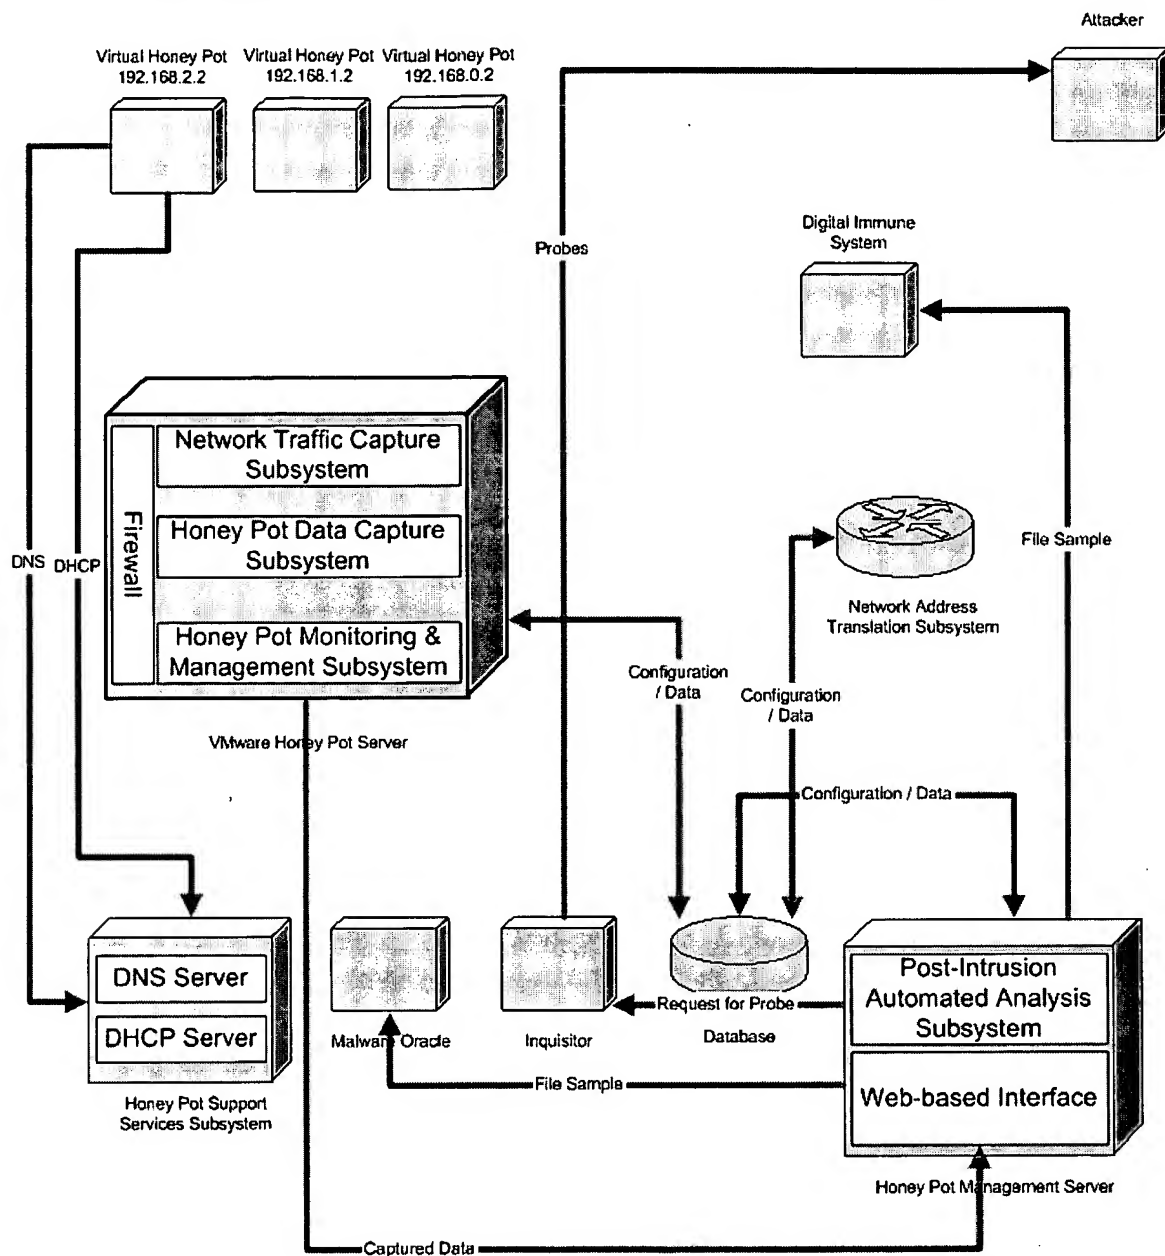 Attacker
Virtual Honey Pot
192.168.2.2
Virtual Honey Pot
192.168.1.2
Virtual Honey Pot
192.168.0.2
Probes
Digital Immune
System
Firewall
Network Traffic Capture
Subsystem
Honey Pot Data Capture
Subsystem
Honey Pot Monitoring &
Management Subsystem
VMware Honey Pot Server
DNS
DHCP
File Sample
Network Address
Translation Subsystem
Configuration
/ Data
Configuration
/ Data
Configuration / Data
DNS Server
DHCP Server
Honey Pot Support
Services Subsystem
Malware Oracle
Inquisitor
Request for Probe
Database
File Sample
Post-Intrusion
Automated Analysis
Subsystem
Web-based Interface
Honey Pot Management Server
Captured Data